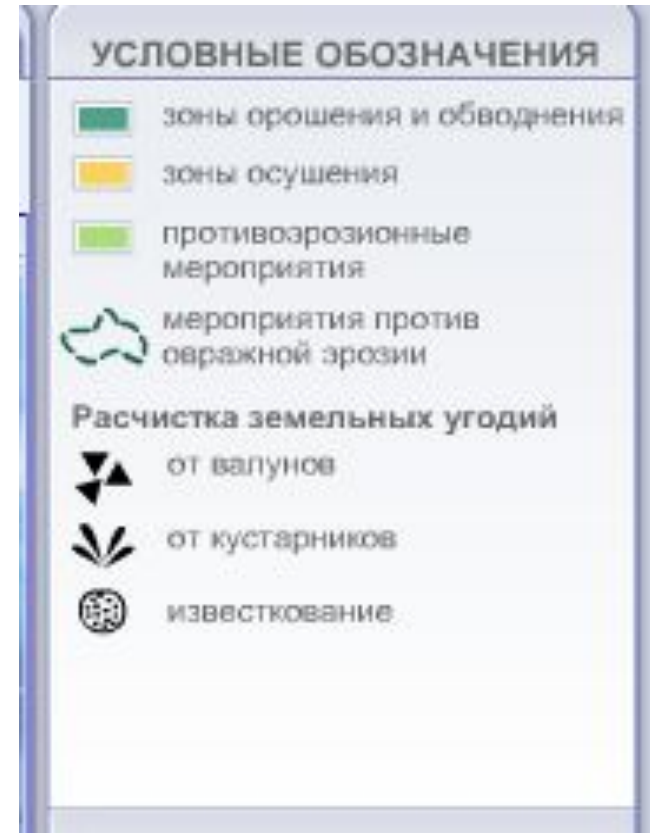 УСЛОВНЫЕ ОБОЗНАЧЕНИЯ
зоны орошения и обводнения
зоны осушения
противоэрозионные
мероприятия
мероприятия против
овражной эрозии
Расчистка земельных угодий
от валунов
от кустарников
известкование